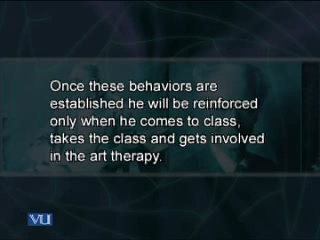 Once these behaviors are
established he will be reinforced
only when he comes to class,
takes the class and gets involved
in the art therapy.
VU